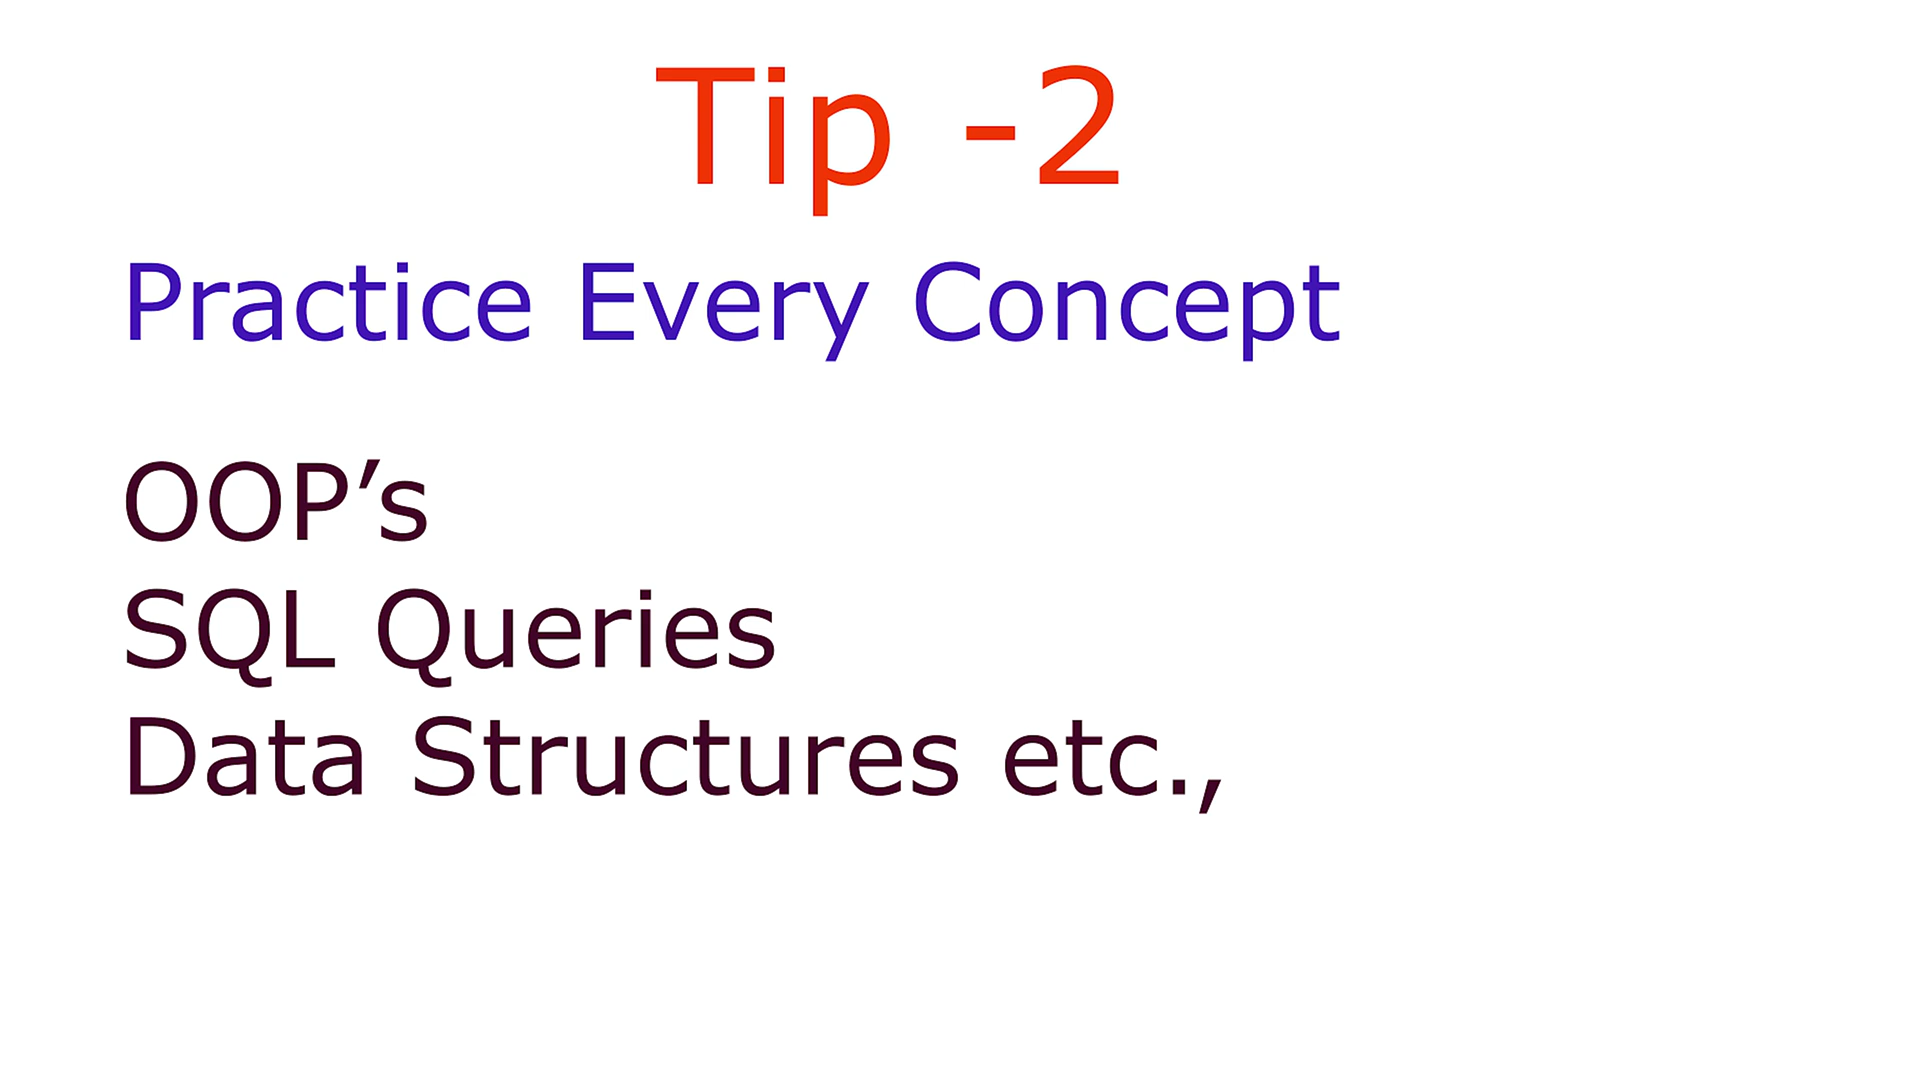 Tip -2
Practice Every Concept
OOP’s
SQL Queries
Data Structures etc.,